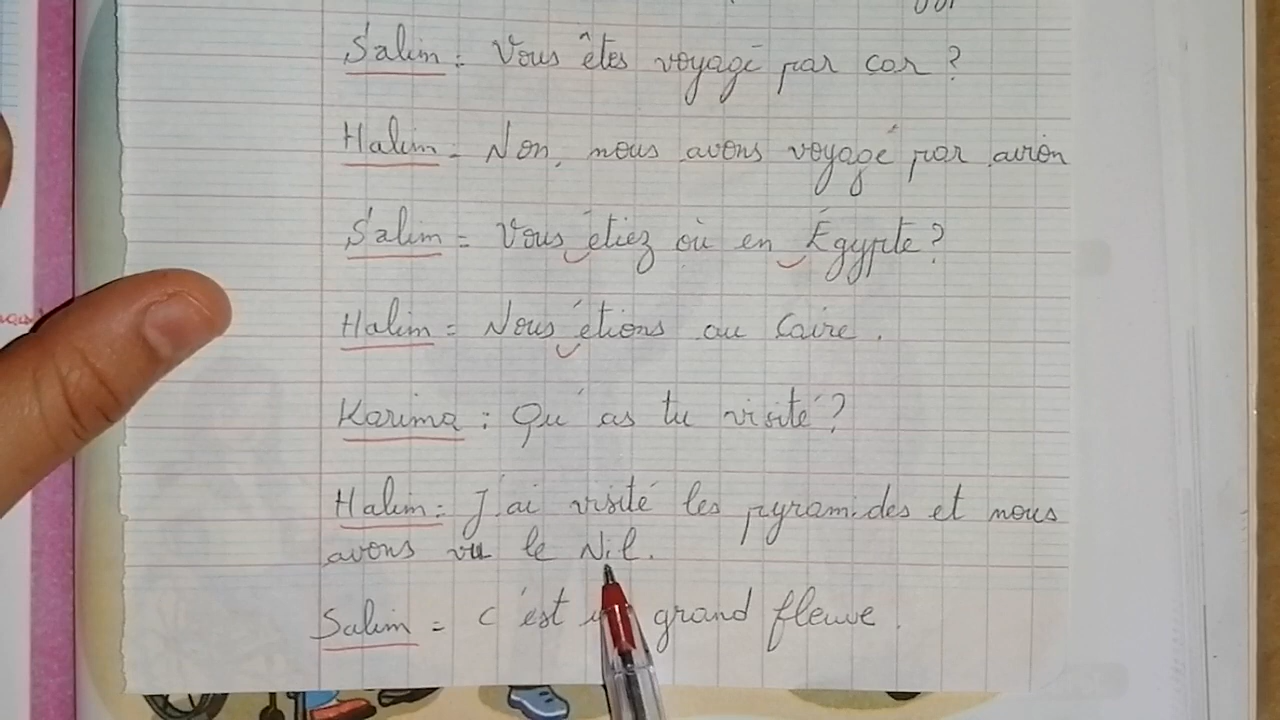 Salim : Vous êtes voyagé par car ?
Halim - Non, nous avons voyagé par avion
Salim = Vous étiez où en Égypte ?
Halim = Nous étions au Caire .
Karima : Qu'as tu visité ?
Halim : J'ai visité les pyramides et nous
avons vu le Nil.
Salim = c'est grand fleuve .